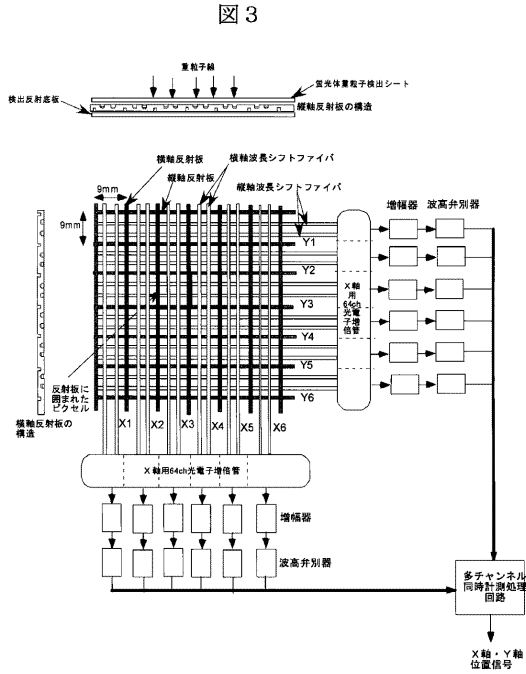 図３
重粒子線
蛍光体重粒子検出シート
検出反射底板
縦軸反射板の構造
横軸反射板
横軸波長シフトファイバ
縦軸反射板
縦軸波長シフトファイバ
9mm
9mm
増幅器
波高弁別器
Y1
Y2
Y3
Y4
Y5
Y6
X軸用64ch光電子増倍管
反射板に
囲まれた
ピクセル
横軸反射板の
構造
X1
X2
X3
X4
X5
X6
X軸用64ch光電子増倍管
増幅器
波高弁別器
多チャンネル
同時計測処理
回路
X軸・Y軸
位置信号